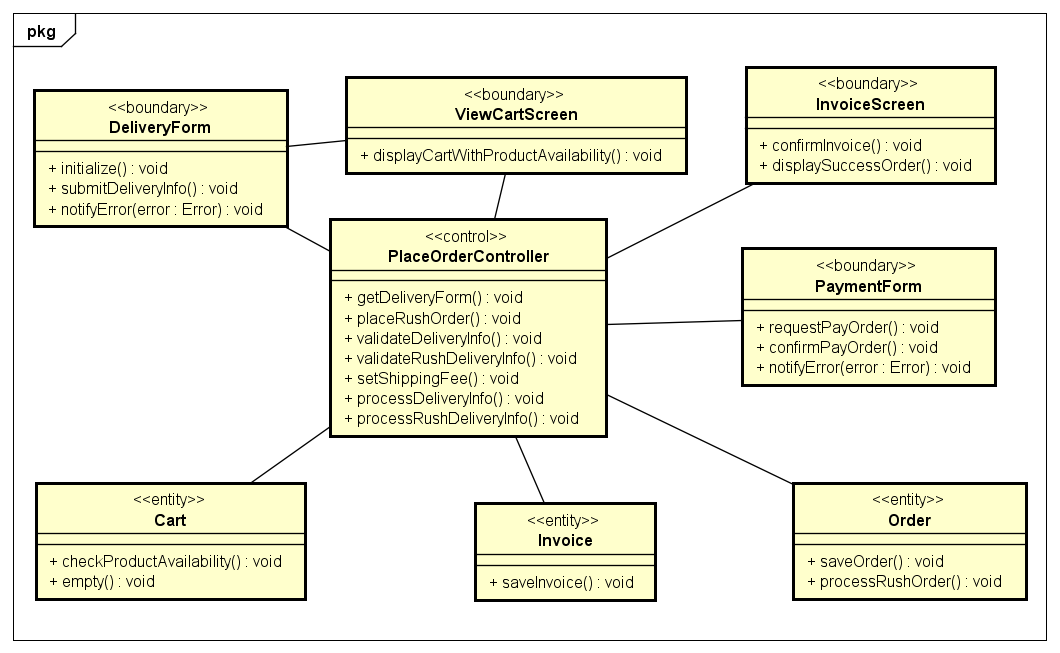 pkg
<<boundary>>
DeliveryForm
+ initialize() : void
+ submitDeliveryInfo() : void
+ notifyError(error : Error) : void
<<boundary>>
ViewCartScreen
+ displayCartWithProductAvailability() : void
<<boundary>>
InvoiceScreen
+ confirmInvoice() : void
+ displaySuccessOrder() : void
<<control>>
PlaceOrderController
+ getDeliveryForm() : void
+ placeRushOrder() : void
+ validateDeliveryInfo() : void
+ validateRushDeliveryInfo() : void
+ setShippingFee() : void
+ processDeliveryInfo() : void
+ processRushDeliveryInfo() : void
<<boundary>>
PaymentForm
+ requestPayOrder() : void
+ confirmPayOrder() : void
+ notifyError(error : Error) : void
<<entity>>
Cart
+ checkProductAvailability() : void
+ empty() : void
<<entity>>
Invoice
+ saveInvoice() : void
<<entity>>
Order
+ saveOrder() : void
+ processRushOrder() : void